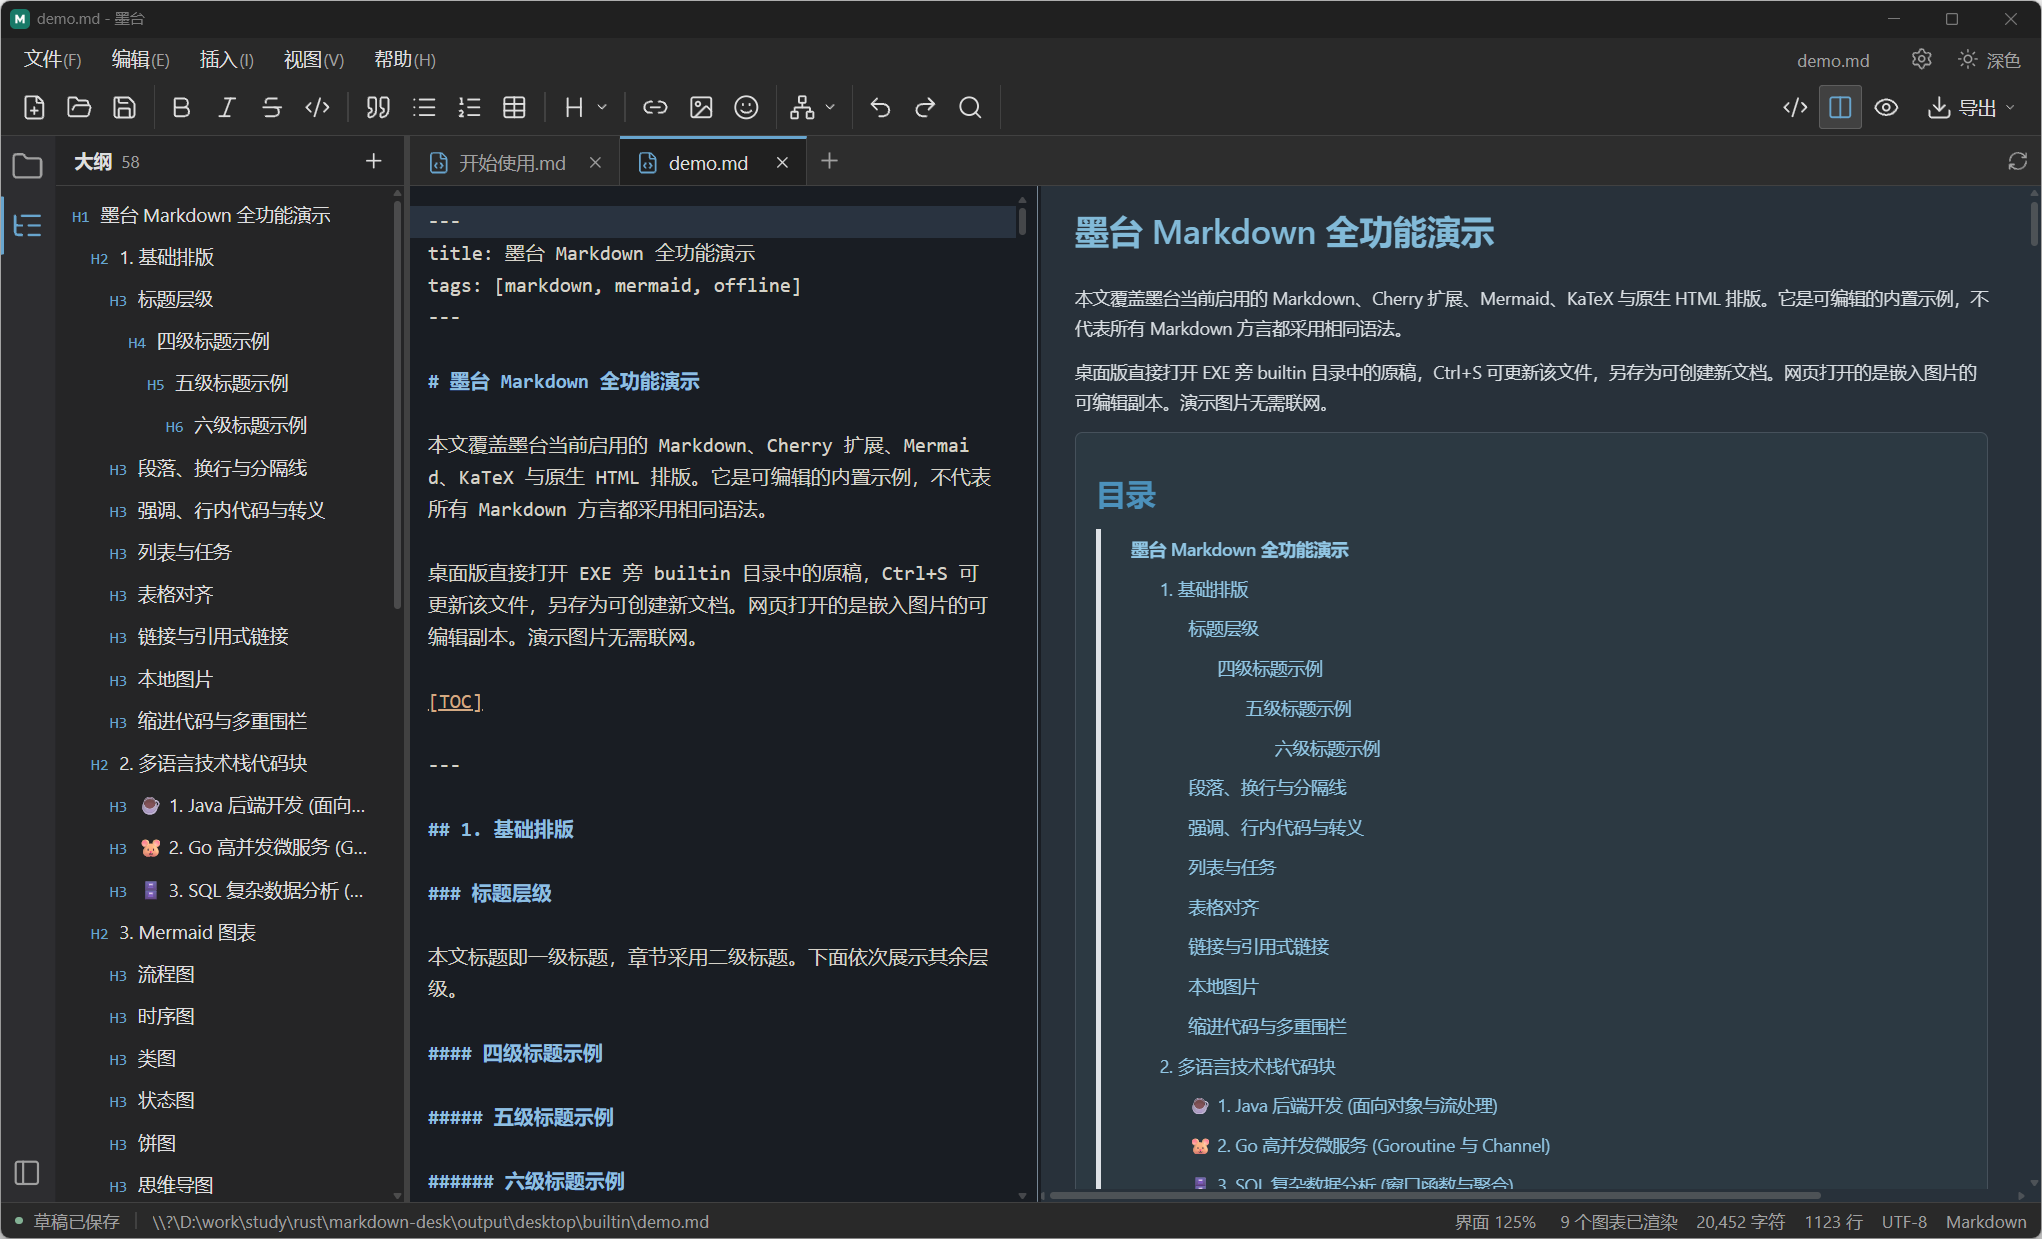 demo.md - 墨台
文件(F) 编辑(E) 插入(I) 视图(V) 帮助(H)
demo.md 深色
导出
大纲 58
开始使用.md
demo.md
H1 墨台 Markdown 全功能演示
H2 1. 基础排版
H3 标题层级
H4 四级标题示例
H5 五级标题示例
H6 六级标题示例
H3 段落、换行与分隔线
H3 强调、行内代码与转义
H3 列表与任务
H3 表格对齐
H3 链接与引用式链接
H3 本地图片
H3 缩进代码与多重围栏
H2 2. 多语言技术栈代码块
H3 ☕ 1. Java 后端开发 (面向...
H3 🐹 2. Go 高并发微服务 (G...
H3 🗄️ 3. SQL 复杂数据分析 (...
H2 3. Mermaid 图表
H3 流程图
H3 时序图
H3 类图
H3 状态图
H3 饼图
H3 思维导图
---
title: 墨台 Markdown 全功能演示
tags: [markdown, mermaid, offline]
---
# 墨台 Markdown 全功能演示
本文覆盖墨台当前启用的 Markdown、Cherry 扩展、Mermai
d、KaTeX 与原生 HTML 排版。它是可编辑的内置示例，不代表
所有 Markdown 方言都采用相同语法。
桌面版直接打开 EXE 旁 builtin 目录中的原稿，Ctrl+S 可
更新该文件，另存为可创建新文档。网页打开的是嵌入图片的可
编辑副本。演示图片无需联网。
[TOC]
---
## 1. 基础排版
### 标题层级
本文标题即一级标题，章节采用二级标题。下面依次展示其余层
级。
#### 四级标题示例
##### 五级标题示例
###### 六级标题示例
墨台 Markdown 全功能演示
本文覆盖墨台当前启用的 Markdown、Cherry 扩展、Mermaid、KaTeX 与原生 HTML 排版。它是可编辑的内置示例，不
代表所有 Markdown 方言都采用相同语法。
桌面版直接打开 EXE 旁 builtin 目录中的原稿，Ctrl+S 可更新该文件，另存为可创建新文档。网页打开的是嵌入图片的
可编辑副本。演示图片无需联网。
目录
墨台 Markdown 全功能演示
1. 基础排版
标题层级
四级标题示例
五级标题示例
六级标题示例
段落、换行与分隔线
强调、行内代码与转义
列表与任务
表格对齐
链接与引用式链接
本地图片
缩进代码与多重围栏
2. 多语言技术栈代码块
☕ 1. Java 后端开发 (面向对象与流处理)
🐹 2. Go 高并发微服务 (Goroutine 与 Channel)
🗄️ 3. SQL 复杂数据分析 (窗口函数与聚合)
草稿已保存 \\?\D:\work\study\rust\markdown-desk\output\desktop\builtin\demo.md
界面 125% 9 个图表已渲染 20,452 字符 1123 行 UTF-8 Markdown